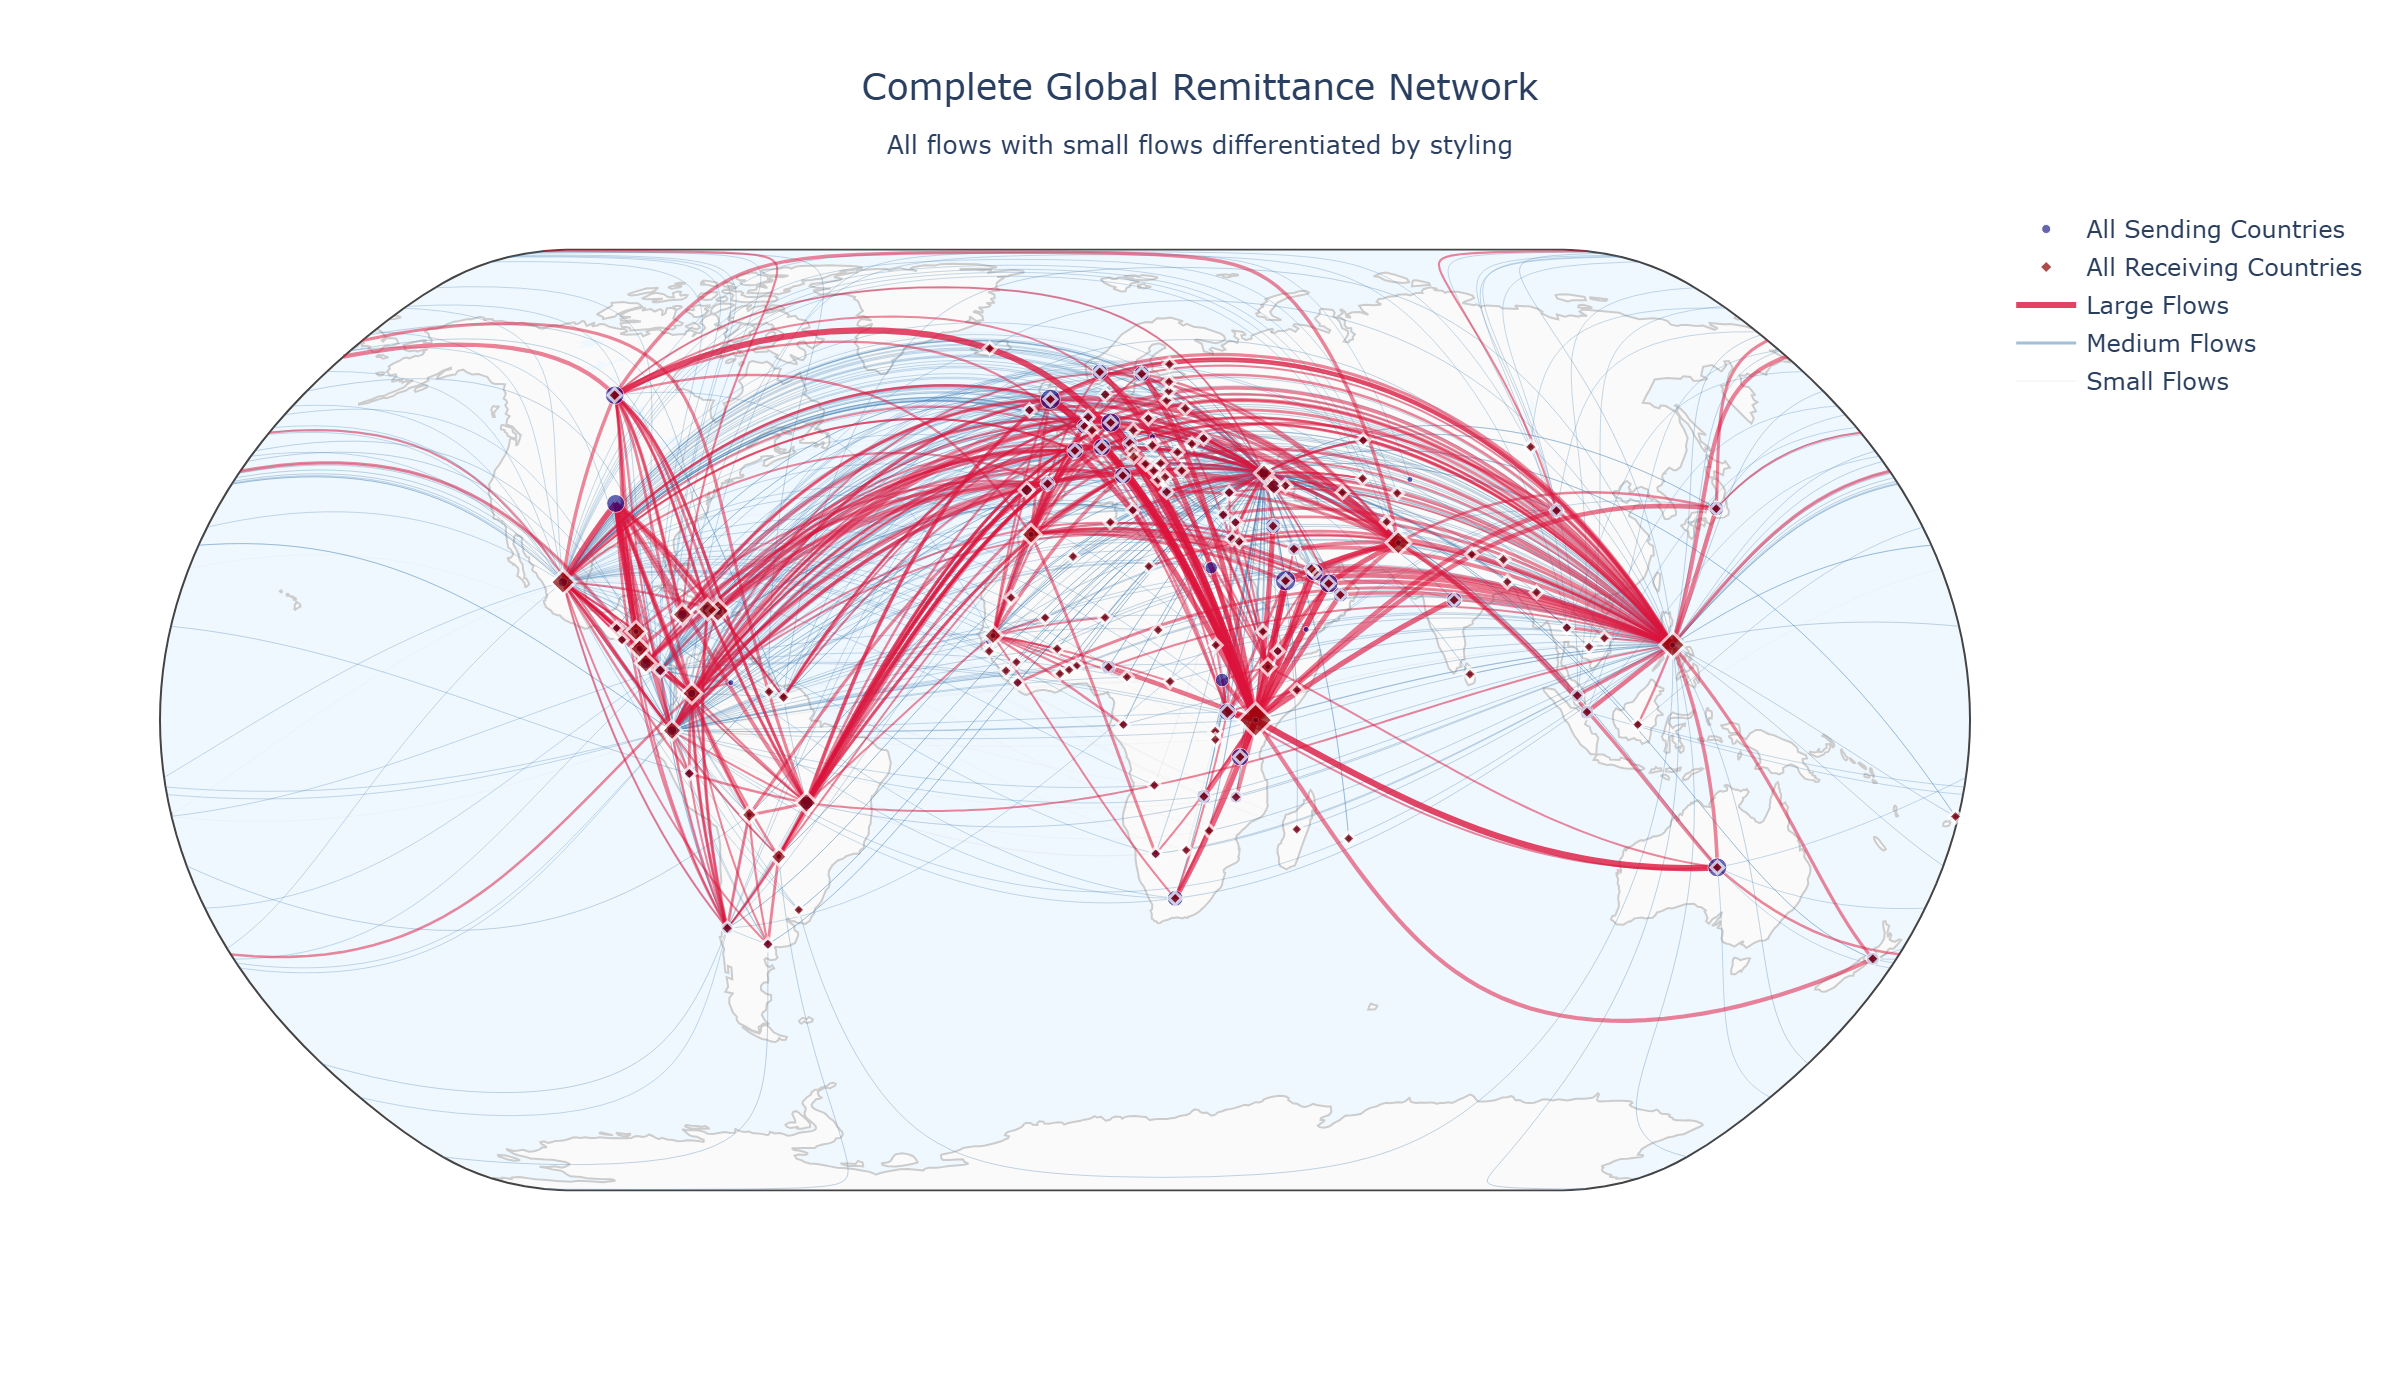 Complete Global Remittance Network
All flows with small flows differentiated by styling
All Sending Countries
All Receiving Countries
Large Flows
Medium Flows
Small Flows